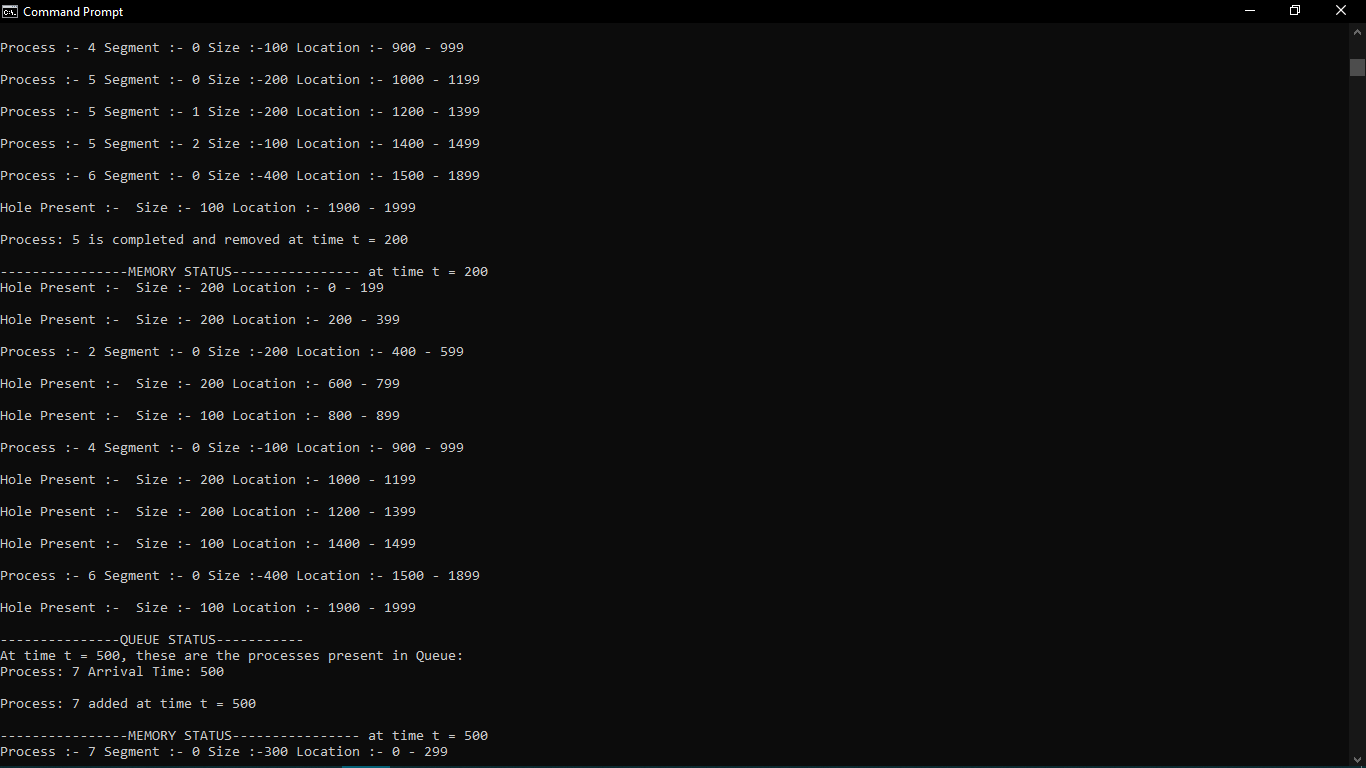 Command Prompt
Process :- 4 Segment :- 0 Size :-100 Location :- 900 - 999
Process :- 5 Segment :- 0 Size :-200 Location :- 1000 - 1199
Process :- 5 Segment :- 1 Size :-200 Location :- 1200 - 1399
Process :- 5 Segment :- 2 Size :-100 Location :- 1400 - 1499
Process :- 6 Segment :- 0 Size :-400 Location :- 1500 - 1899
Hole Present :-  Size :- 100 Location :- 1900 - 1999
Process: 5 is completed and removed at time t = 200
----------------MEMORY STATUS---------------- at time t = 200
Hole Present :-  Size :- 200 Location :- 0 - 199
Hole Present :-  Size :- 200 Location :- 200 - 399
Process :- 2 Segment :- 0 Size :-200 Location :- 400 - 599
Hole Present :-  Size :- 200 Location :- 600 - 799
Hole Present :-  Size :- 100 Location :- 800 - 899
Process :- 4 Segment :- 0 Size :-100 Location :- 900 - 999
Hole Present :-  Size :- 200 Location :- 1000 - 1199
Hole Present :-  Size :- 200 Location :- 1200 - 1399
Hole Present :-  Size :- 100 Location :- 1400 - 1499
Process :- 6 Segment :- 0 Size :-400 Location :- 1500 - 1899
Hole Present :-  Size :- 100 Location :- 1900 - 1999
---------------QUEUE STATUS-----------
At time t = 500, these are the processes present in Queue:
Process: 7 Arrival Time: 500
Process: 7 added at time t = 500
----------------MEMORY STATUS---------------- at time t = 500
Process :- 7 Segment :- 0 Size :-300 Location :- 0 - 299